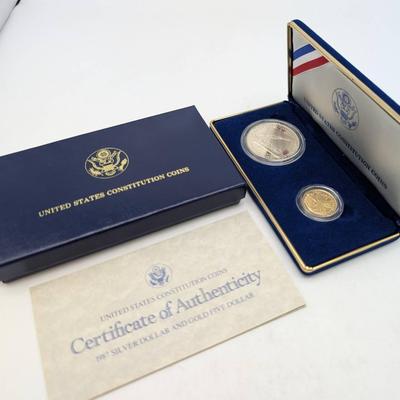 UNITED STATES CONSTITUTION COINS
UNITED STATES CONSTITUTION COINS
UNITED STATES CONSTITUTION COINS
Certificate of Authenticity
1987 SILVER DOLLAR AND GOLD FIVE DOLLAR